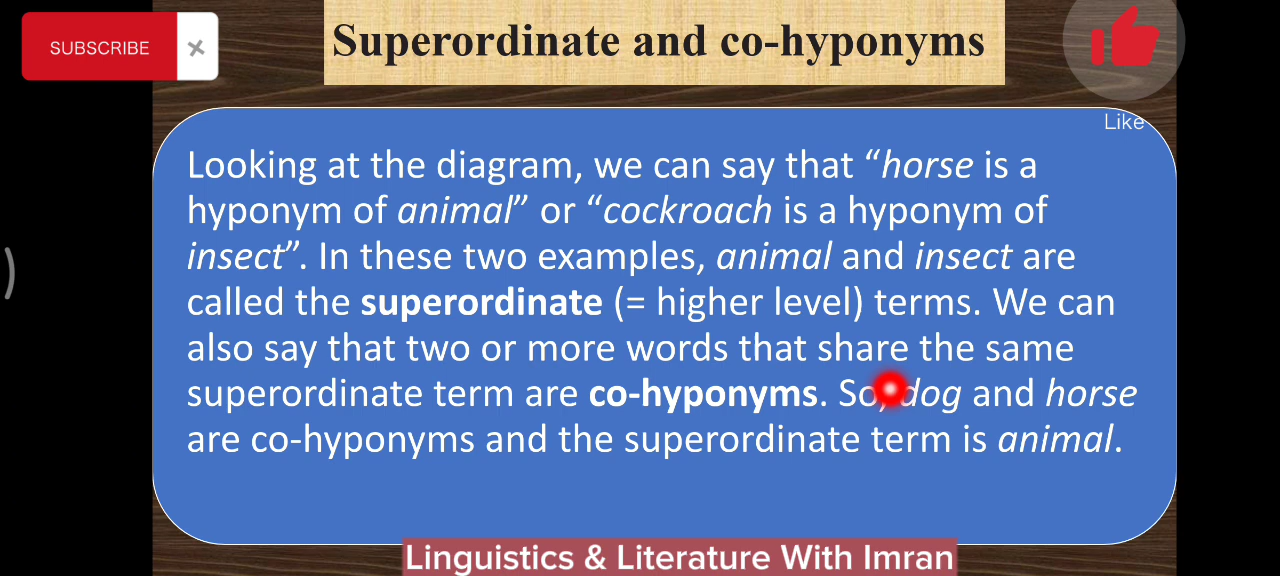 SUBSCRIBE
Superordinate and co-hyponyms
Like
Looking at the diagram, we can say that “horse is a
hyponym of animal” or “cockroach is a hyponym of
insect”. In these two examples, animal and insect are
called the superordinate (= higher level) terms. We can
also say that two or more words that share the same
superordinate term are co-hyponyms. So, dog and horse
are co-hyponyms and the superordinate term is animal.
Linguistics & Literature With Imran